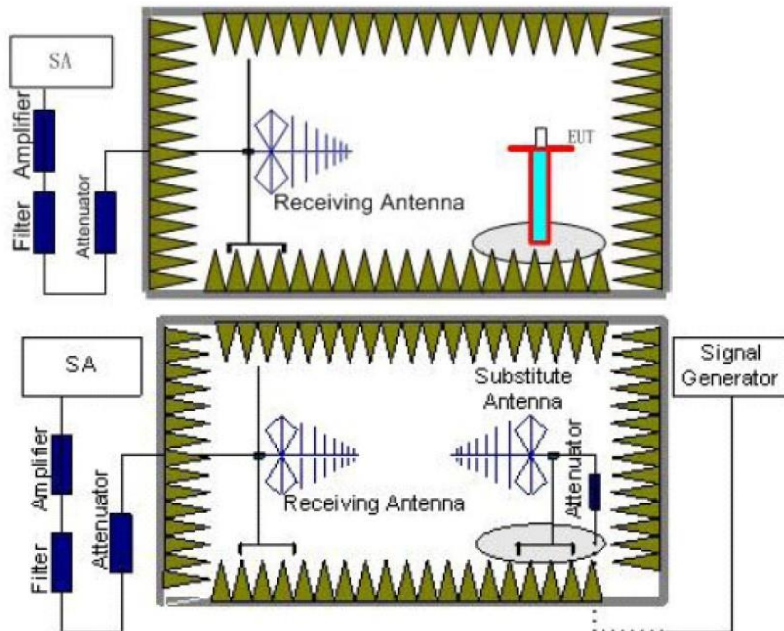 SA
Amplifier
Filter
Attenuator
Receiving Antenna
EUT
SA
Amplifier
Filter
Attenuator
Receiving Antenna
Substitute
Antenna
Attenuator
Signal
Generator